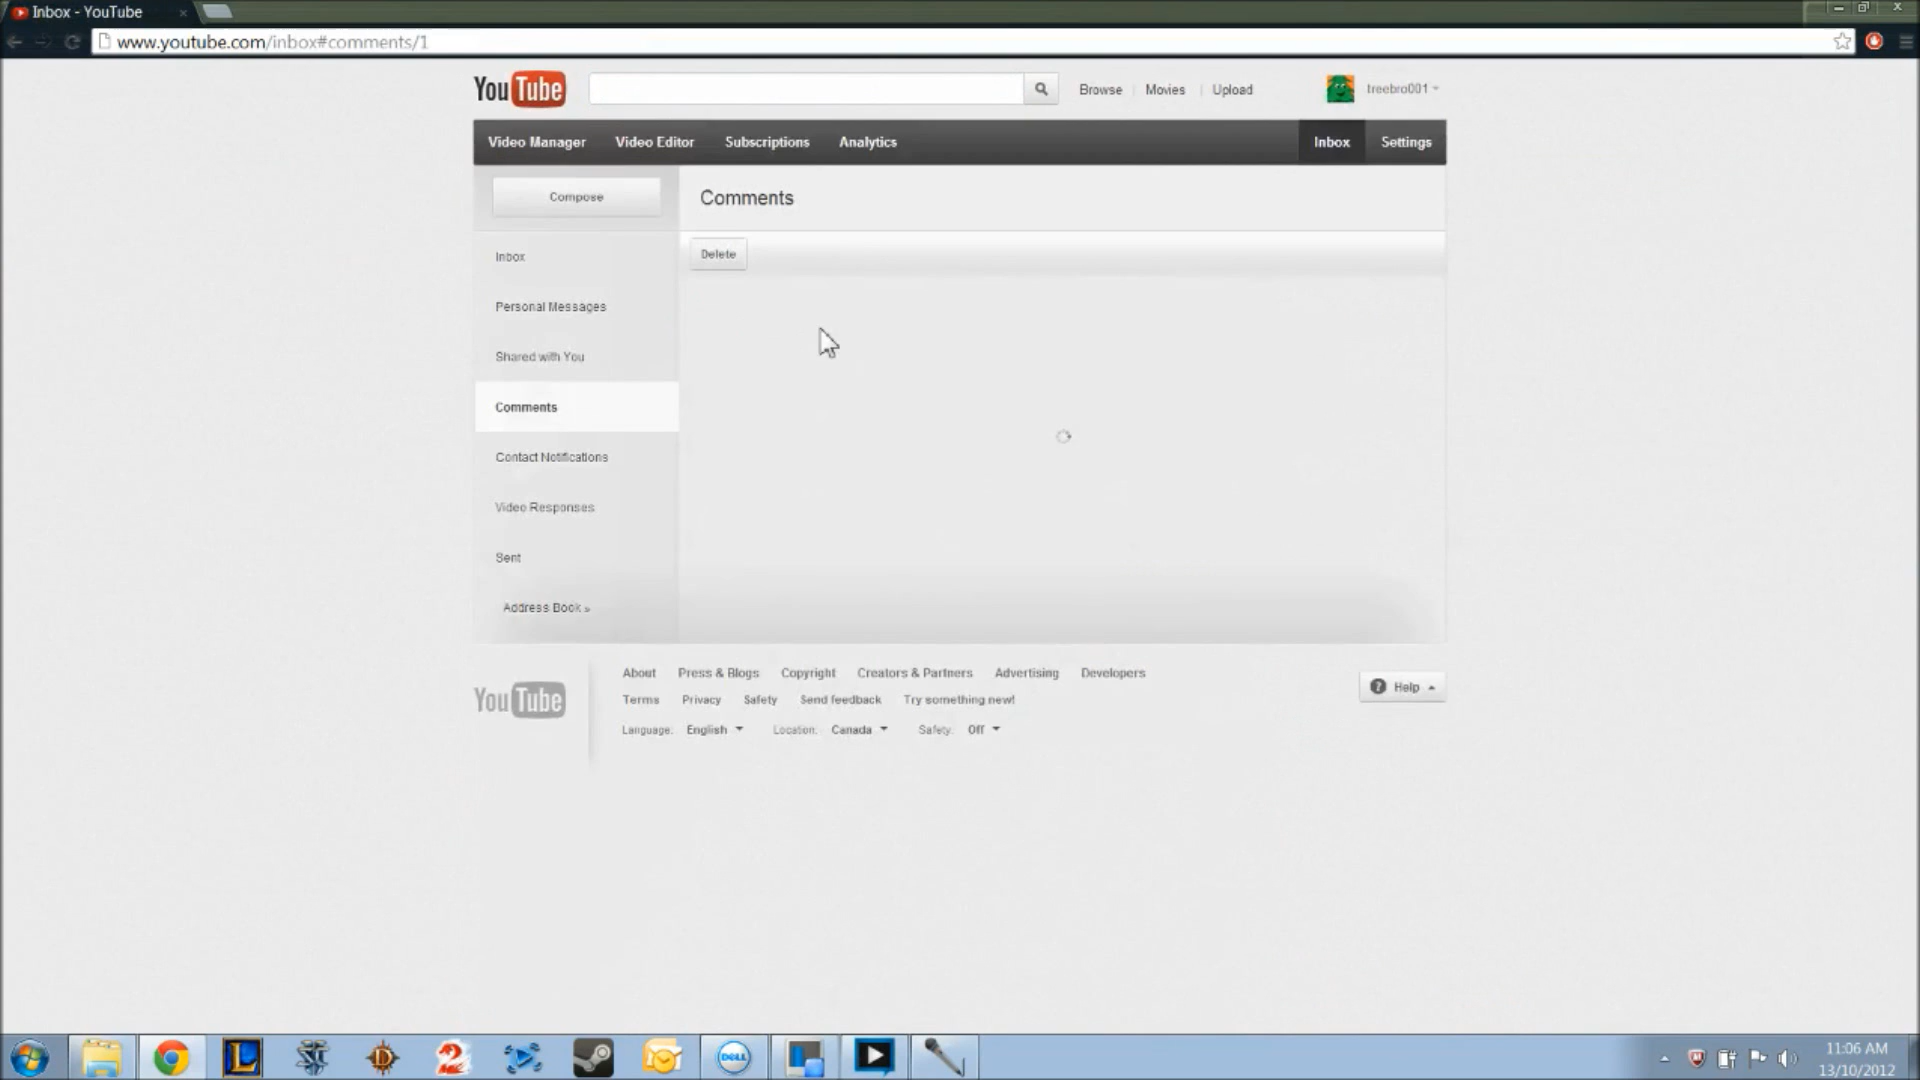 Inbox - YouTube
www.youtube.com/inbox#comments/1
YouTube
Browse Movies Upload
treebro001
Video Manager Video Editor Subscriptions Analytics Inbox Settings
Compose
Comments
Delete
Inbox
Personal Messages
Shared with You
Comments
Contact Notifications
Video Responses
Sent
Address Book »
YouTube
About Press & Blogs Copyright Creators & Partners Advertising Developers
Terms Privacy Safety Send feedback Try something new!
Language: English Location: Canada Safety: Off
? Help
L D 2 DELL
11:06 AM
13/10/2012